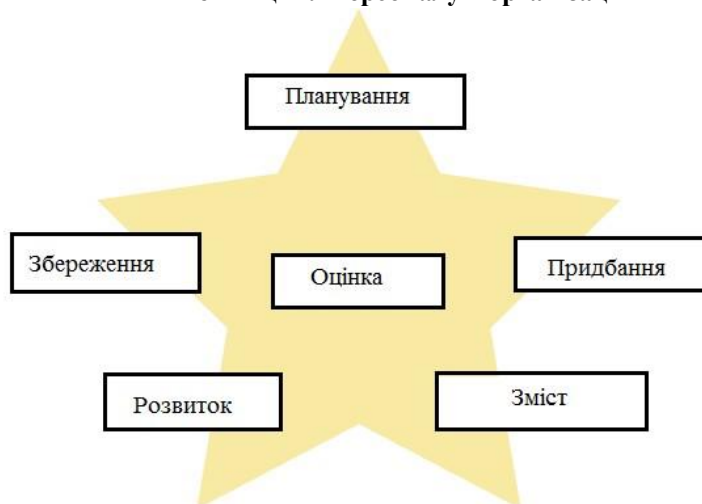 Планування
Збереження
Оцінка
Придбання
Розвиток
Зміст